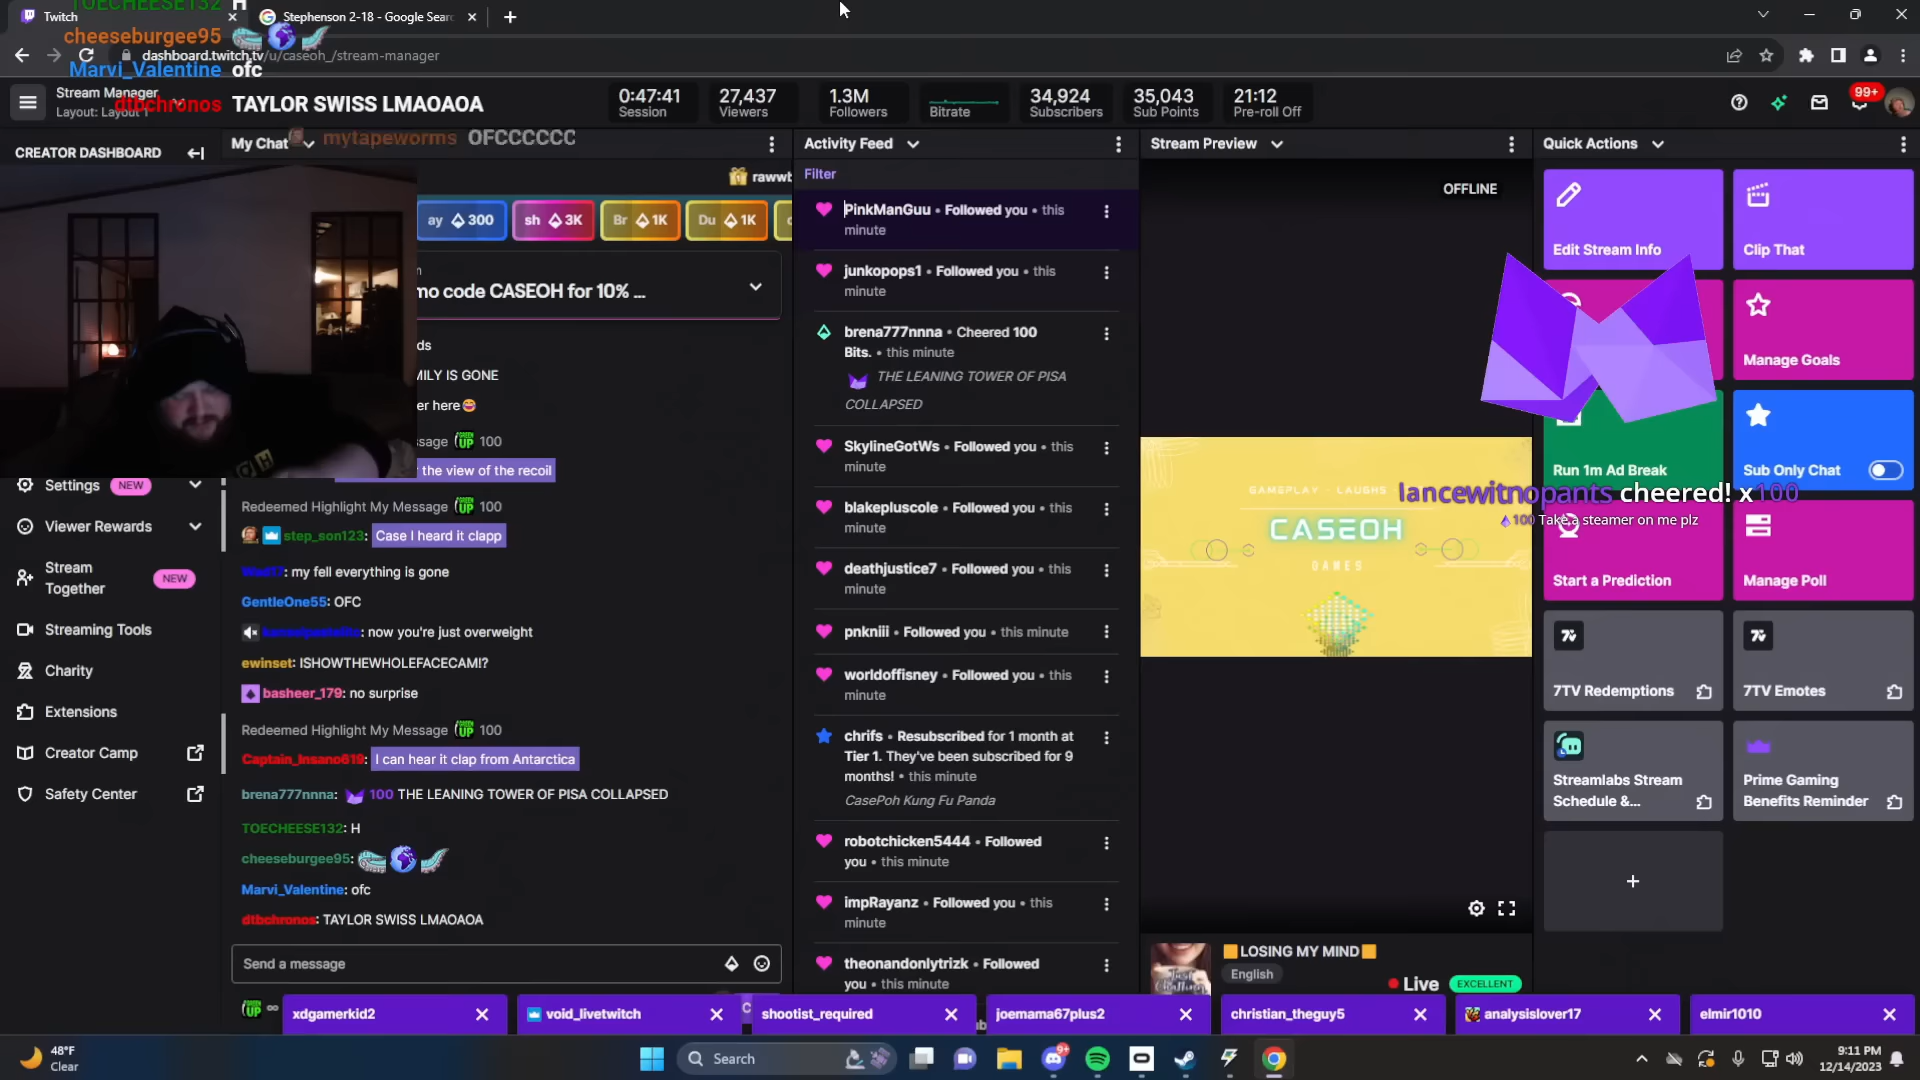 TOECHEESE132 H
Twitch
Stephenson 2-18 - Google Sear
cheeseburgee95
dashboard.twitch.tv/u/caseoh_/stream-manager
Marvi_Valentine ofc
Stream Manager
Layout: Layout 1
dtbchronos TAYLOR SWISS LMAOAOA
0:47:41
Session
27,437
Viewers
1.3M
Followers
Bitrate
34,924
Subscribers
35,043
Sub Points
21:12
Pre-roll Off
99+
CREATOR DASHBOARD
My Chat
mytapeworms OFCCCCCC
Activity Feed
Stream Preview
Quick Actions
rawwb
ay 300
sh 3K
Br 1K
Du 1K
mo code CASEOH for 10% ...
ds
MILY IS GONE
er here
ssage 100
r the view of the recoil
Redeemed Highlight My Message 100
step_son123: Case I heard it clapp
my fell everything is gone
GentleOne55: OFC
now you're just overweight
ewinset: ISHOWTHEWHOLEFACECAM!?
basheer_179: no surprise
Redeemed Highlight My Message 100
Captain_Insano619: I can hear it clap from Antarctica
brena777nnna: 100 THE LEANING TOWER OF PISA COLLAPSED
TOECHEESE132: H
cheeseburgee95:
Marvi_Valentine: ofc
dtbchronos: TAYLOR SWISS LMAOAOA
Send a message
Settings NEW
Viewer Rewards
Stream
Together NEW
Streaming Tools
Charity
Extensions
Creator Camp
Safety Center
Filter
PinkManGuu • Followed you • this
minute
junkopops1 • Followed you • this
minute
brena777nnna • Cheered 100
Bits. • this minute
THE LEANING TOWER OF PISA
COLLAPSED
SkylineGotWs • Followed you • this
minute
blakepluscole • Followed you • this
minute
deathjustice7 • Followed you • this
minute
pnkniii • Followed you • this minute
worldoffisney • Followed you • this
minute
chrifs • Resubscribed for 1 month at
Tier 1. They've been subscribed for 9
months! • this minute
CasePoh Kung Fu Panda
robotchicken5444 • Followed
you • this minute
impRayanz • Followed you • this
minute
theonandonlytrizk • Followed
you • this minute
OFFLINE
GAMEPLAY - LAUGHS
CASEOH
GAMES
LOSING MY MIND
English
Live EXCELLENT
Edit Stream Info
Clip That
Manage Goals
Run 1m Ad Break
Sub Only Chat
lancewitnopants cheered! x100
100 Take a steamer on me plz
Start a Prediction
Manage Poll
7TV Redemptions
7TV Emotes
Streamlabs Stream
Schedule &...
Prime Gaming
Benefits Reminder
xdgamerkid2
void_livetwitch
shootist_required
joemama67plus2
christian_theguy5
analysislover17
elmir1010
48°F
Clear
Search
9:11 PM
12/14/2023